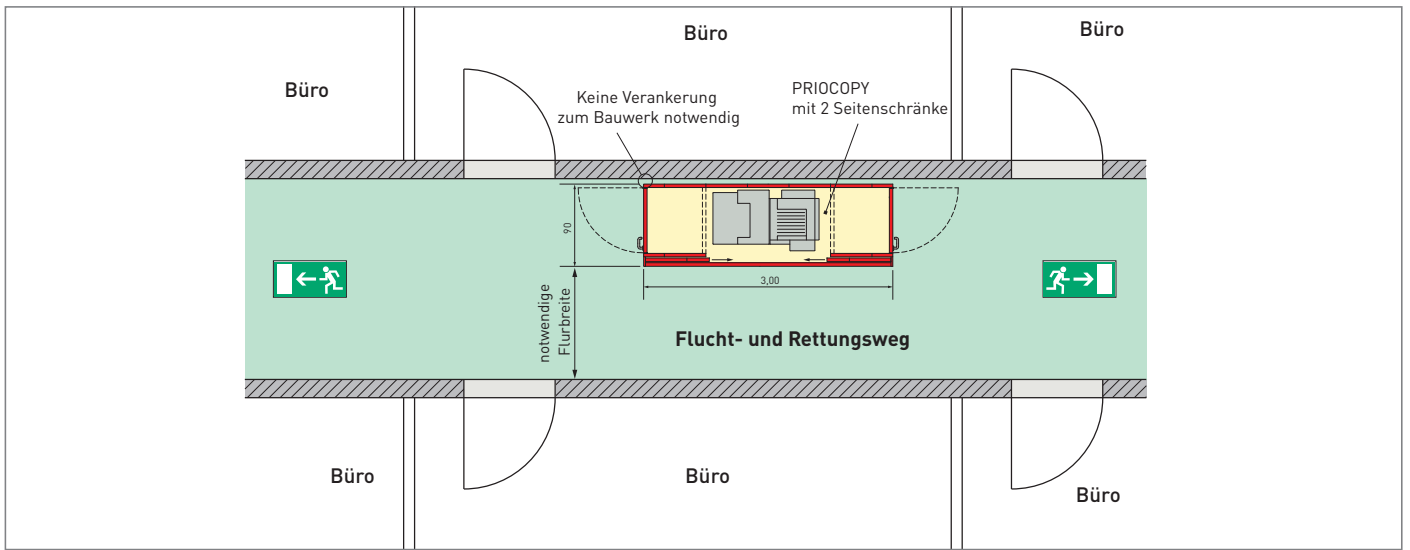 Büro
Büro
Büro
Keine Verankerung
zum Bauwerk notwendig
PRIOCOPY
mit 2 Seitenschränke
90
3,00
notwendige
Flurbreite
Flucht- und Rettungsweg
Büro
Büro
Büro